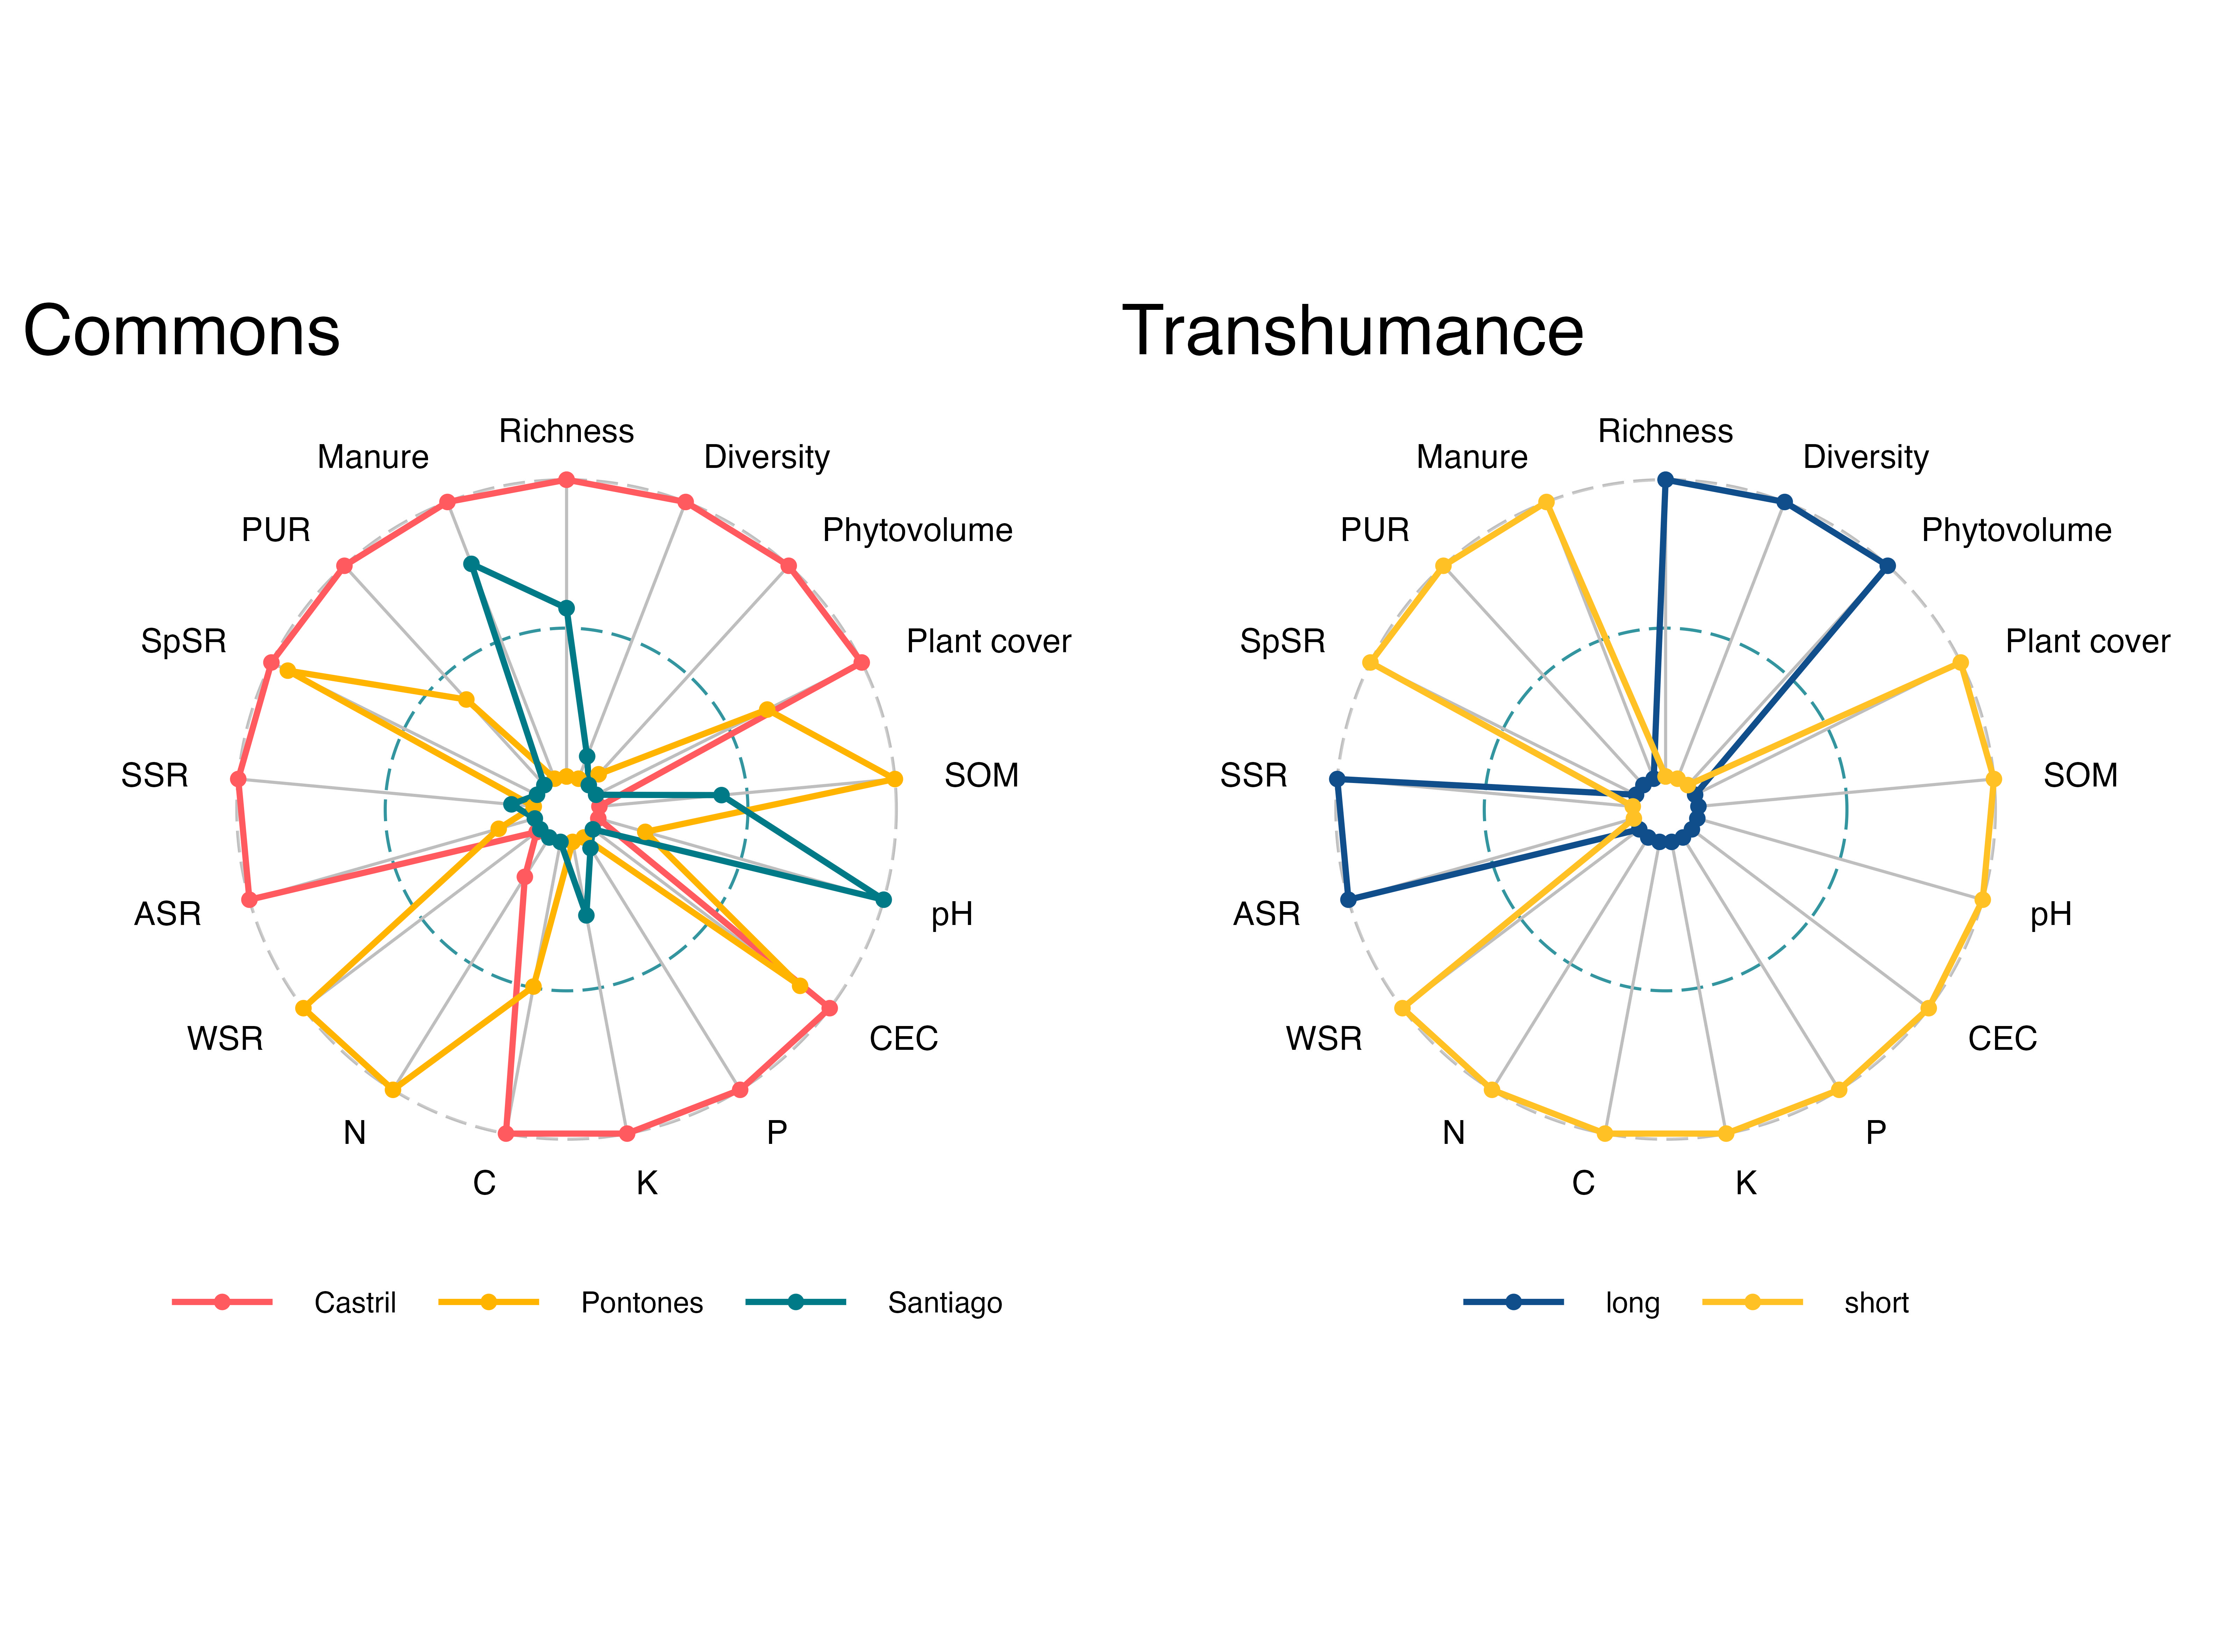 Commons
Richness
Diversity
Phytovolume
Plant cover
SOM
pH
CEC
P
K
C
N
WSR
ASR
SSR
SpSR
PUR
Manure
Castril
Pontones
Santiago
Transhumance
Richness
Diversity
Phytovolume
Plant cover
SOM
pH
CEC
P
K
C
N
WSR
ASR
SSR
SpSR
PUR
Manure
long
short